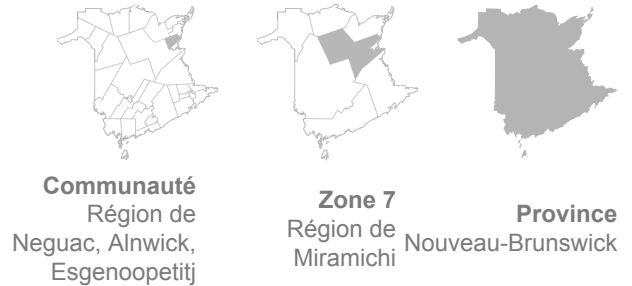 Communauté
Région de
Neguac, Alnwick,
Esgenoopetitj
Zone 7
Région de
Miramichi
Province
Nouveau-Brunswick